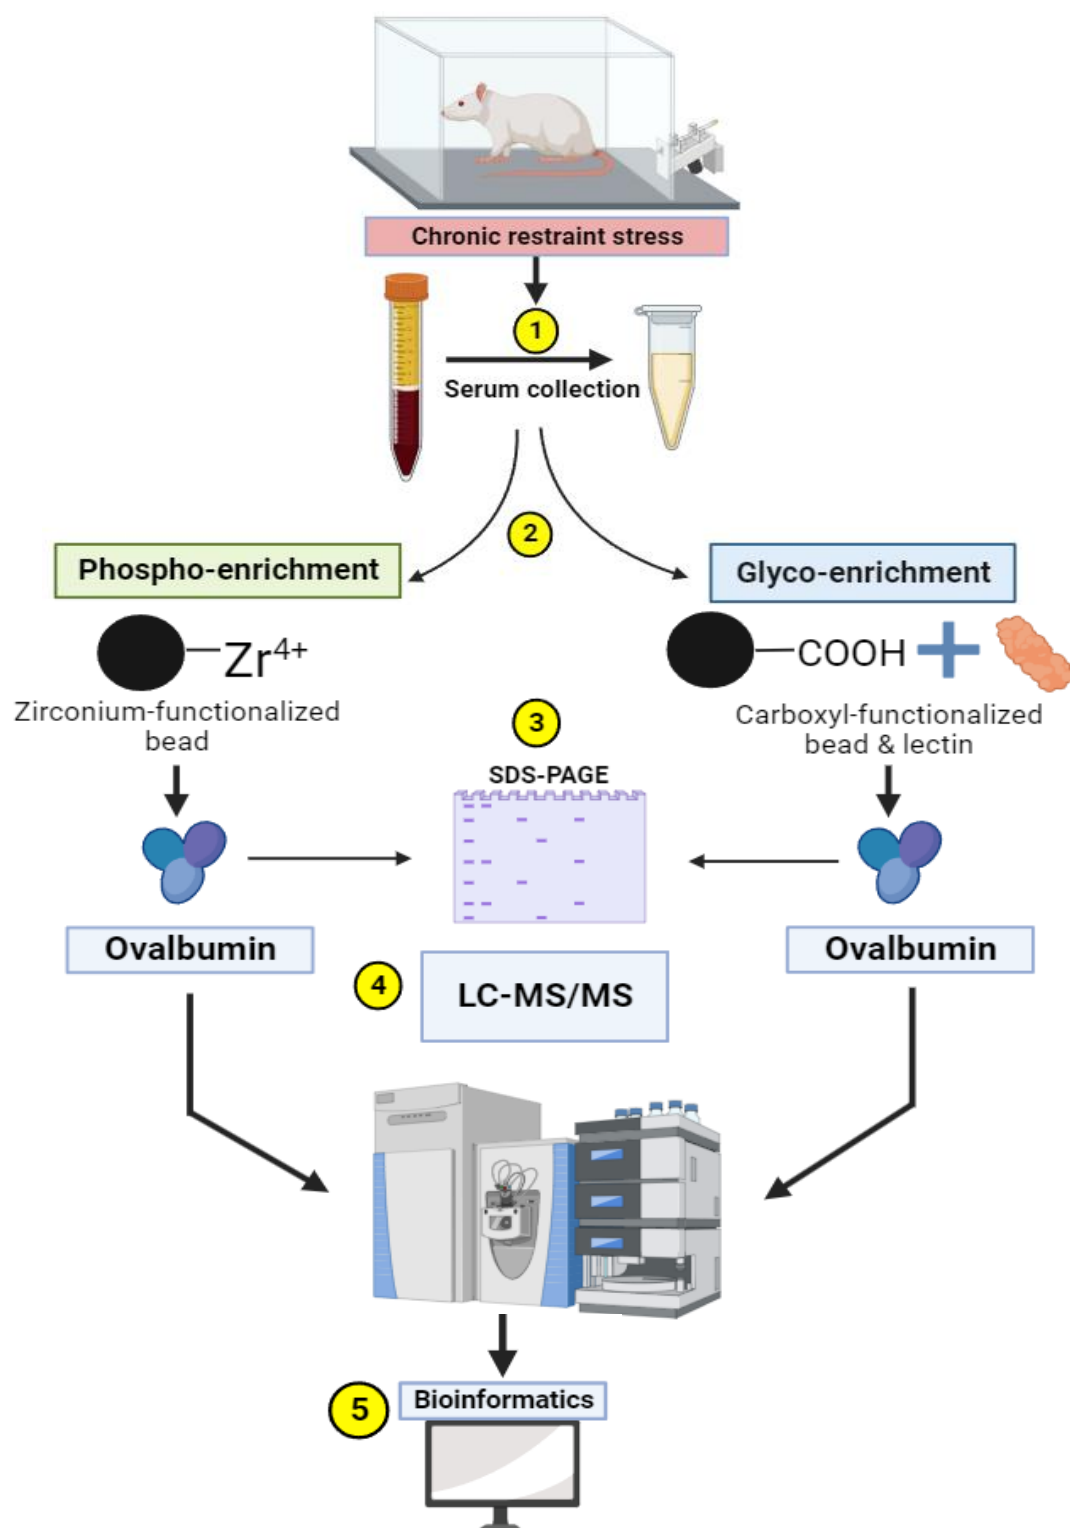 Chronic restraint stress
1
Serum collection
2
Phospho-enrichment
Glyco-enrichment
Zr4+
COOH
Zirconium-functionalized
bead
Carboxyl-functionalized
bead & lectin
3
SDS-PAGE
Ovalbumin
Ovalbumin
4
LC-MS/MS
5
Bioinformatics